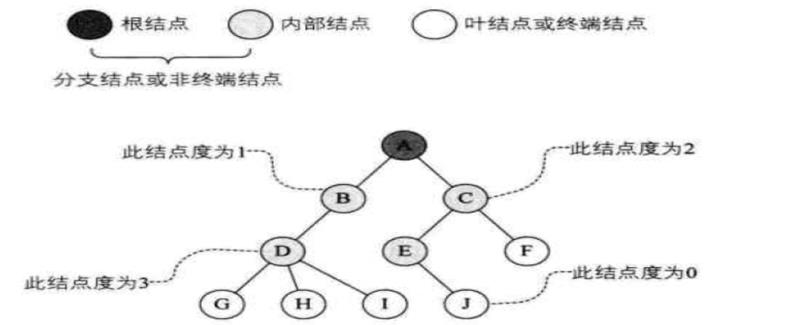 根结点 内部结点 叶结点或终端结点
分支结点或非终端结点
A
此结点度为1 此结点度为2
B C
D E F
此结点度为3 此结点度为0
G H I J